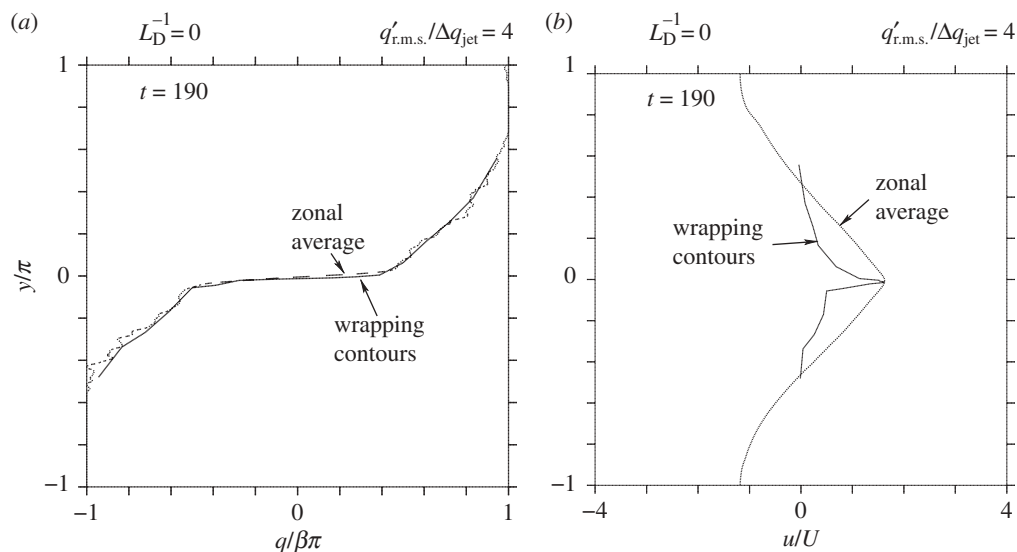 (a)
L_D^{-1} = 0
q'_{r.m.s.}/Δq_{jet} = 4
1
t = 190
zonal
average
y/π
0
wrapping
contours
-1
-1
0
1
q/βπ
(b)
L_D^{-1} = 0
q'_{r.m.s.}/Δq_{jet} = 4
1
t = 190
zonal
average
wrapping
contours
0
-1
-4
0
4
u/U